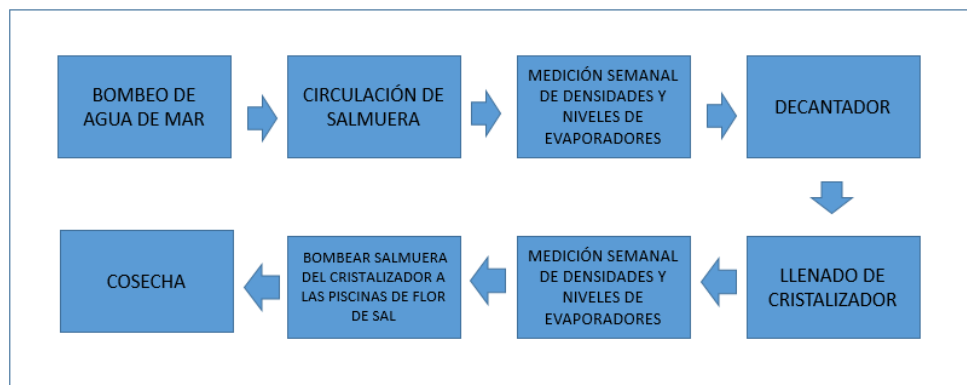 BOMBEO DE
AGUA DE MAR
CIRCULACIÓN DE
SALMUERA
MEDICIÓN SEMANAL
DE DENSIDADES Y
NIVELES DE
EVAPORADORES
DECANTADOR
LLENADO DE
CRISTALIZADOR
MEDICIÓN SEMANAL
DE DENSIDADES Y
NIVELES DE
EVAPORADORES
BOMBEAR SALMUERA
DEL CRISTALIZADOR A
LAS PISCINAS DE FLOR
DE SAL
COSECHA